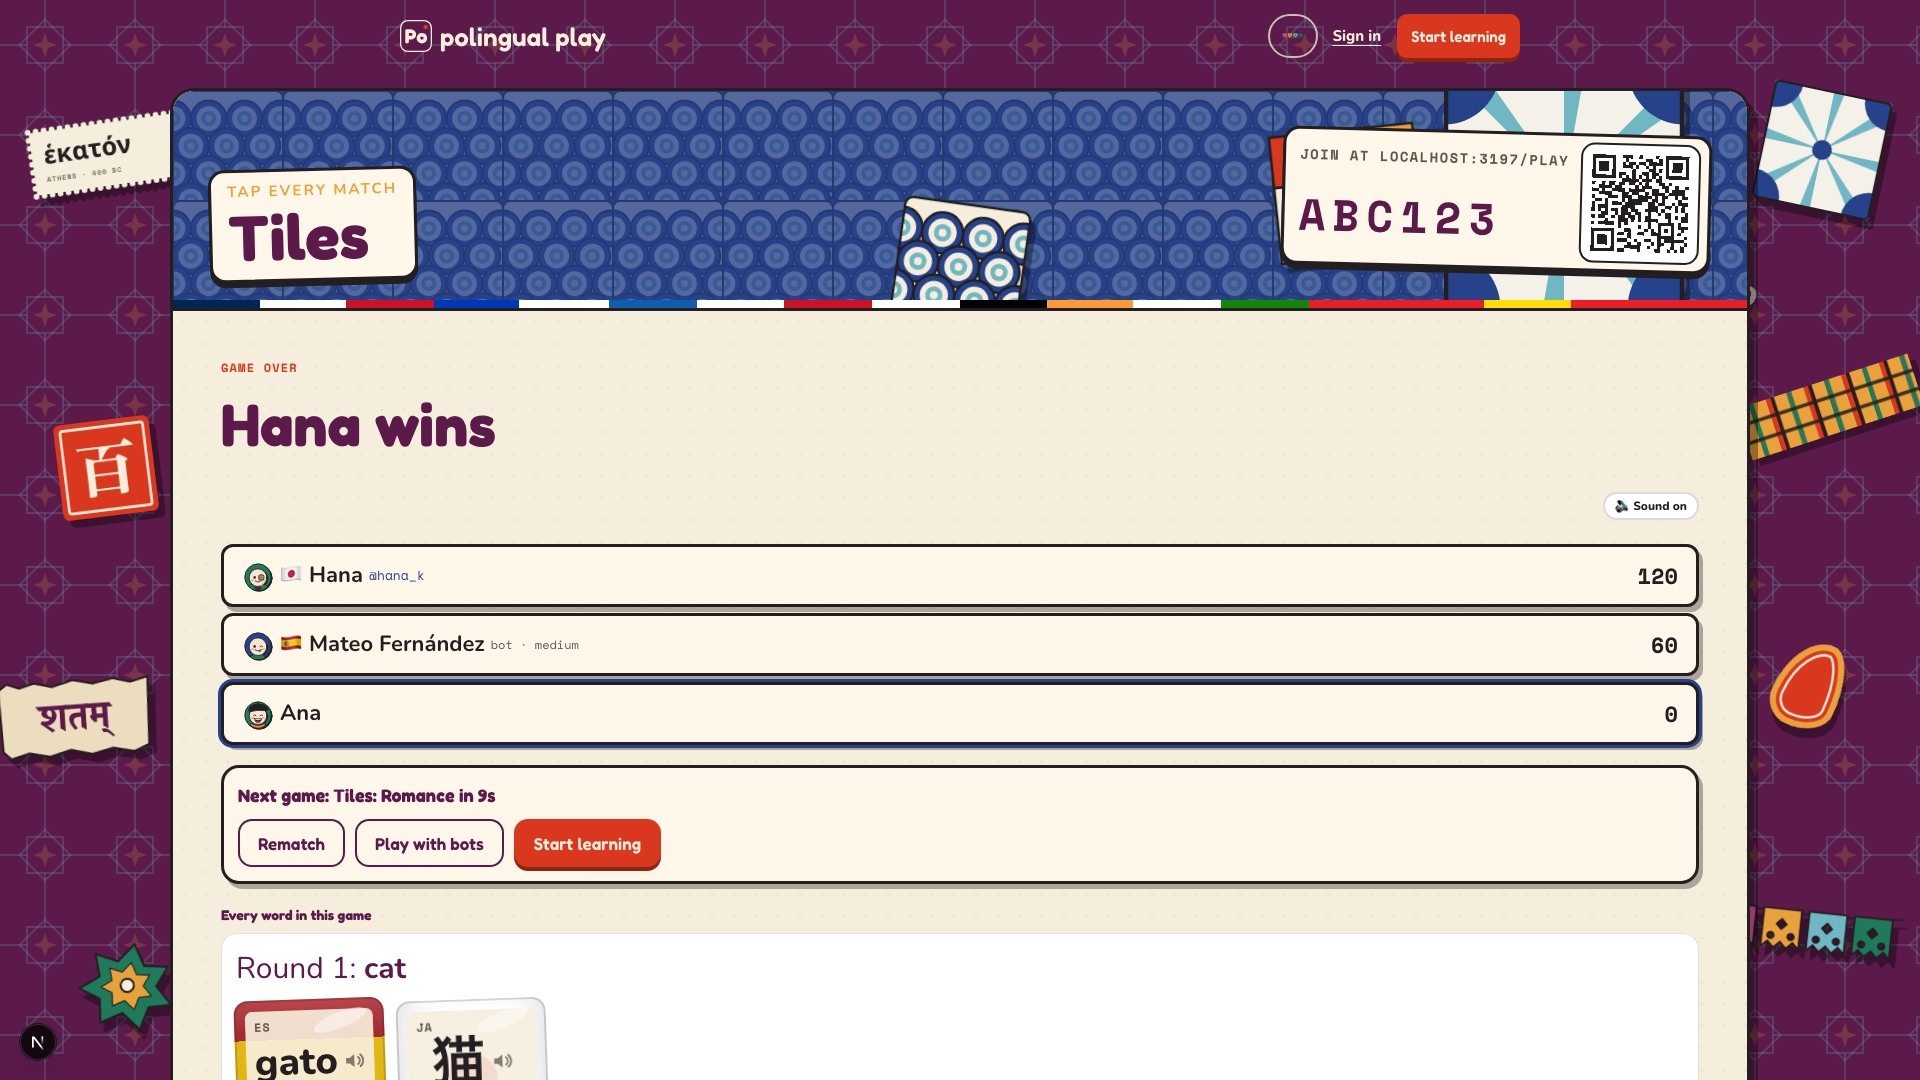 Po polingual play
Sign in
Start learning
ἑκατόν
ATHENS · 400 BC
TAP EVERY MATCH
Tiles
JOIN AT LOCALHOST:3197/PLAY
ABC123
百
शतम्
GAME OVER
Hana wins
Sound on
Hana @hana_k
120
Mateo Fernández bot · medium
60
Ana
0
Next game: Tiles: Romance in 9s
Rematch
Play with bots
Start learning
Every word in this game
Round 1: cat
ES
gato
JA
猫
N